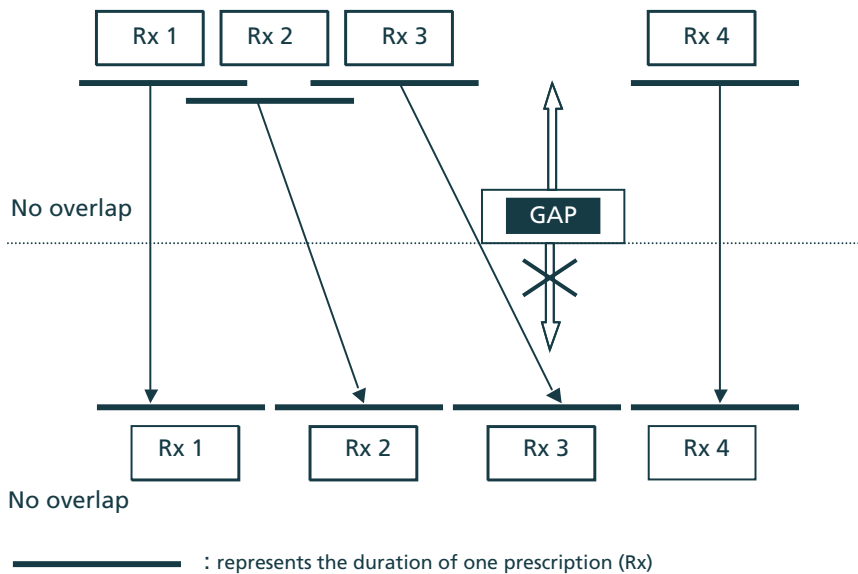 Rx 1 Rx 2 Rx 3 Rx 4
No overlap
GAP
Rx 1 Rx 2 Rx 3 Rx 4
No overlap
: represents the duration of one prescription (Rx)